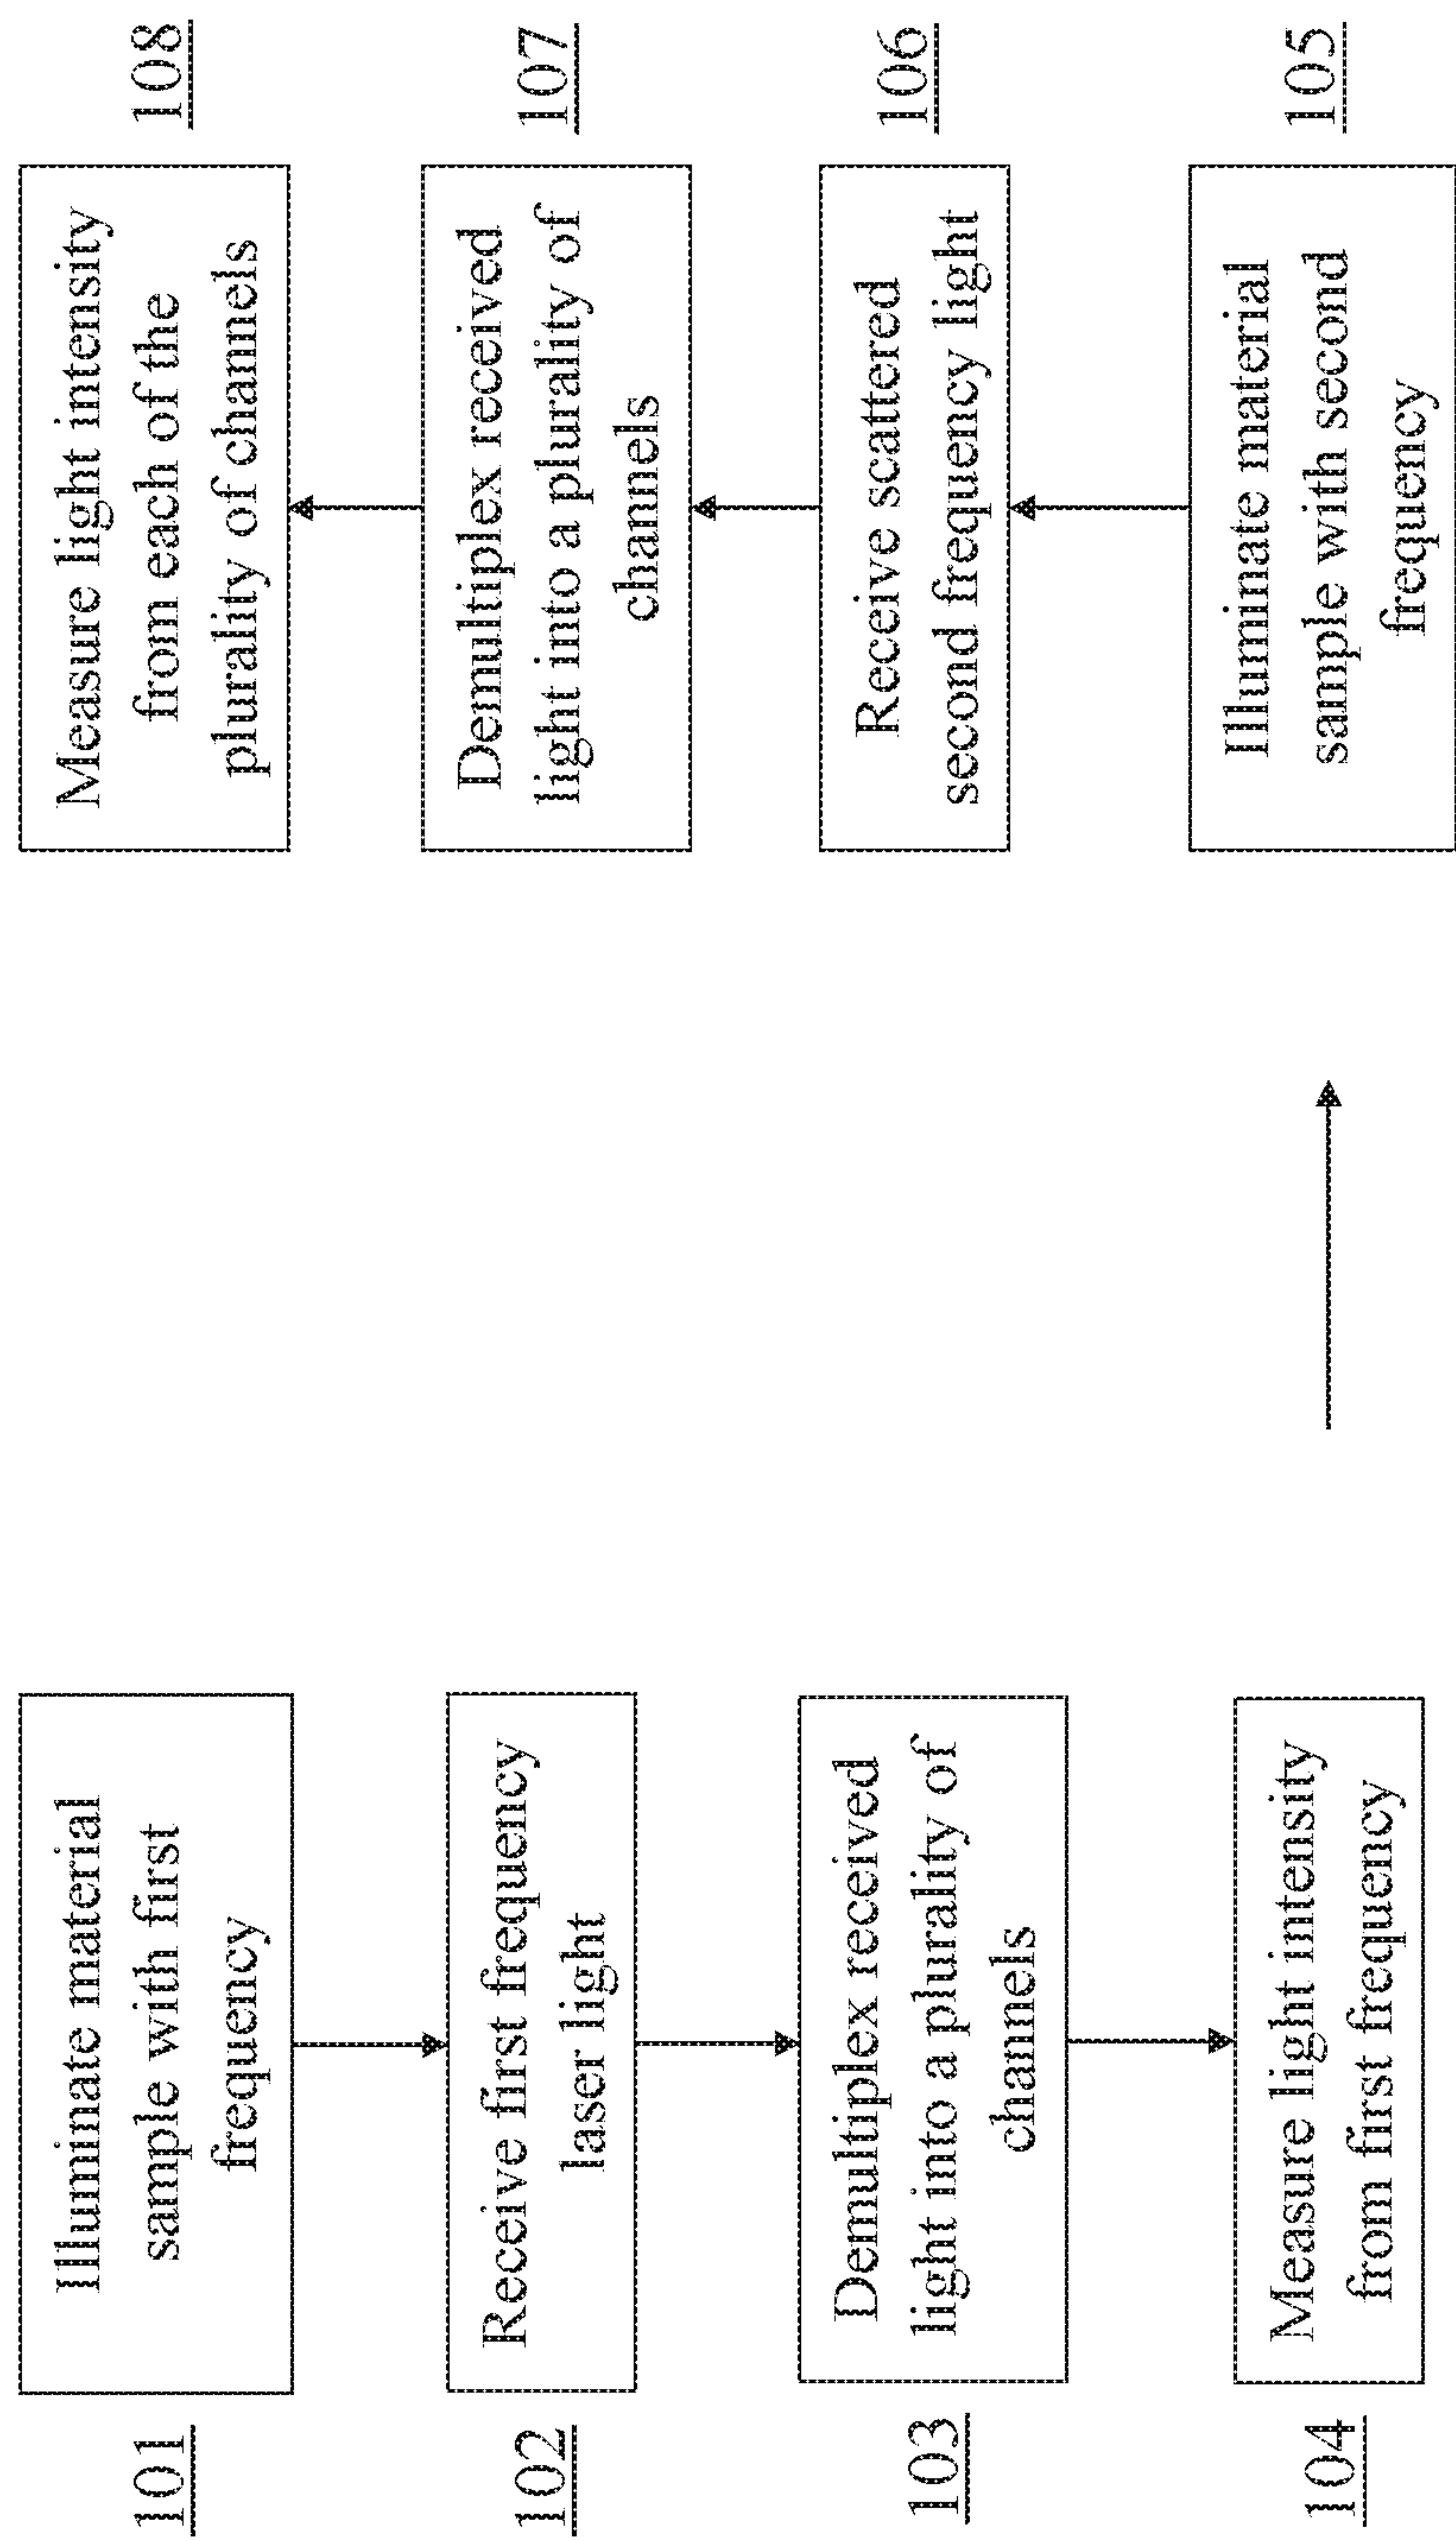 101
Illuminate material
sample with first
frequency
102
Receive first frequency
laser light
103
Demultiplex received
light into a plurality of
channels
104
Measure light intensity
from first frequency
Illuminate material
sample with second
frequency
105
Receive scattered
second frequency light
106
Demultiplex received
light into a plurality of
channels
107
Measure light intensity
from each of the
plurality of channels
108